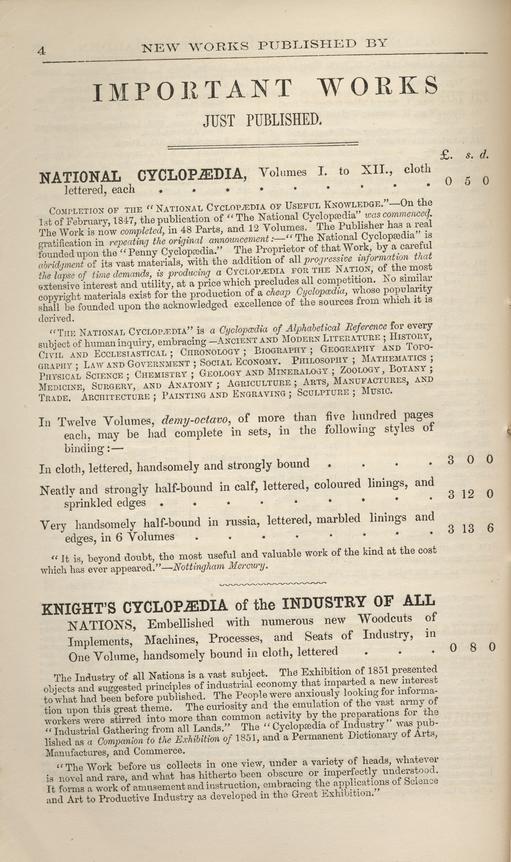 4 NEW WORKS PUBLISHED BY
IMPORTANT WORKS
JUST PUBLISHED.
£. s. d.
NATIONAL CYCLOPÆDIA, Volumes I. to XII., cloth
lettered, each . . . . . . . . 0 5 0
COMPLETION OF THE "NATIONAL CYCLOPÆDIA OF USEFUL KNOWLEDGE."—On the
1st of February, 1847, the publication of "The National Cyclopædia" was commenced.
The Work is now completed, in 48 Parts, and 12 Volumes. The Publisher has a real
gratification in repeating the original announcement:—"The National Cyclopædia" is
founded upon the "Penny Cyclopædia." The Proprietor of that Work, by a careful
abridgment of its vast materials, with the addition of all progressive information that
the lapse of time demands, is producing a CYCLOPÆDIA FOR THE NATION, of the most
extensive interest and utility, at a price which precludes all competition. No similar
copyright materials exist for the production of a cheap Cyclopædia, whose popularity
shall be founded upon the acknowledged excellence of the sources from which it is
derived.
"THE NATIONAL CYCLOPÆDIA" is a Cyclopædia of Alphabetical Reference for every
subject of human inquiry, embracing—ANCIENT AND MODERN LITERATURE; HISTORY,
CIVIL AND ECCLESIASTICAL; CHRONOLOGY; BIOGRAPHY; GEOGRAPHY AND TOPO-
GRAPHY; LAW AND GOVERNMENT; SOCIAL ECONOMY. PHILOSOPHY; MATHEMATICS;
PHYSICAL SCIENCE; CHEMISTRY; GEOLOGY AND MINERALOGY; ZOOLOGY, BOTANY;
MEDICINE, SURGERY, AND ANATOMY; AGRICULTURE; ARTS, MANUFACTURES, AND
TRADE. ARCHITECTURE; PAINTING AND ENGRAVING; SCULPTURE; MUSIC.
In Twelve Volumes, demy-octavo, of more than five hundred pages
each, may be had complete in sets, in the following styles of
binding:—
In cloth, lettered, handsomely and strongly bound . . . . 3 0 0
Neatly and strongly half-bound in calf, lettered, coloured linings, and
sprinkled edges . . . . . . . . 3 12 0
Very handsomely half-bound in russia, lettered, marbled linings and
edges, in 6 Volumes . . . . . . . 3 13 6
"It is, beyond doubt, the most useful and valuable work of the kind at the cost
which has ever appeared."—Nottingham Mercury.
KNIGHT'S CYCLOPÆDIA of the INDUSTRY OF ALL
NATIONS, Embellished with numerous new Woodcuts of
Implements, Machines, Processes, and Seats of Industry, in
One Volume, handsomely bound in cloth, lettered . . . 0 8 0
The Industry of all Nations is a vast subject. The Exhibition of 1851 presented
objects and suggested principles of industrial economy that imparted a new interest
to what had been before published. The People were anxiously looking for informa-
tion upon this great theme. The curiosity and the emulation of the vast army of
workers were stirred into more than common activity by the preparations for the
"Industrial Gathering from all Lands." The "Cyclopædia of Industry" was pub-
lished as a Companion to the Exhibition of 1851, and a Permanent Dictionary of Arts,
Manufactures, and Commerce.
"The Work before us collects in one view, under a variety of heads, whatever
is novel and rare, and what has hitherto been obscure or imperfectly understood.
It forms a work of amusement and instruction, embracing the applications of Science
and Art to Productive Industry as developed in the Great Exhibition."